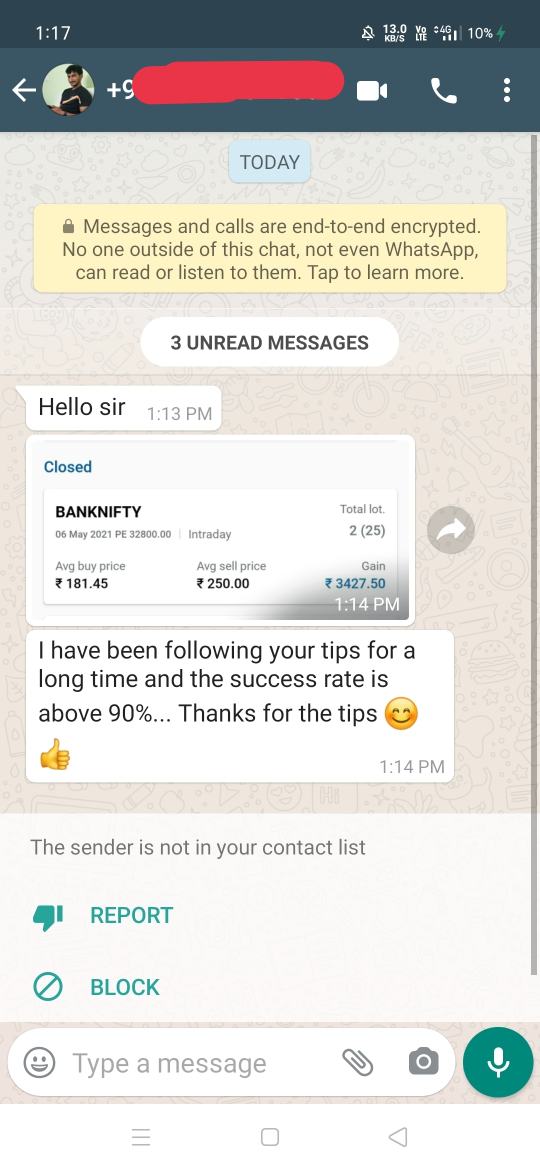 1:17
13.0
KB/S
Vo
LTE
4G
10%
+9
TODAY
Messages and calls are end-to-end encrypted.
No one outside of this chat, not even WhatsApp,
can read or listen to them. Tap to learn more.
3 UNREAD MESSAGES
Hello sir 1:13 PM
Closed
BANKNIFTY Total lot.
06 May 2021 PE 32800.00 | Intraday 2 (25)
Avg buy price Avg sell price Gain
₹ 181.45 ₹ 250.00 ₹ 3427.50
1:14 PM
I have been following your tips for a
long time and the success rate is
above 90%... Thanks for the tips 😊
👍 1:14 PM
The sender is not in your contact list
REPORT
BLOCK
Type a message